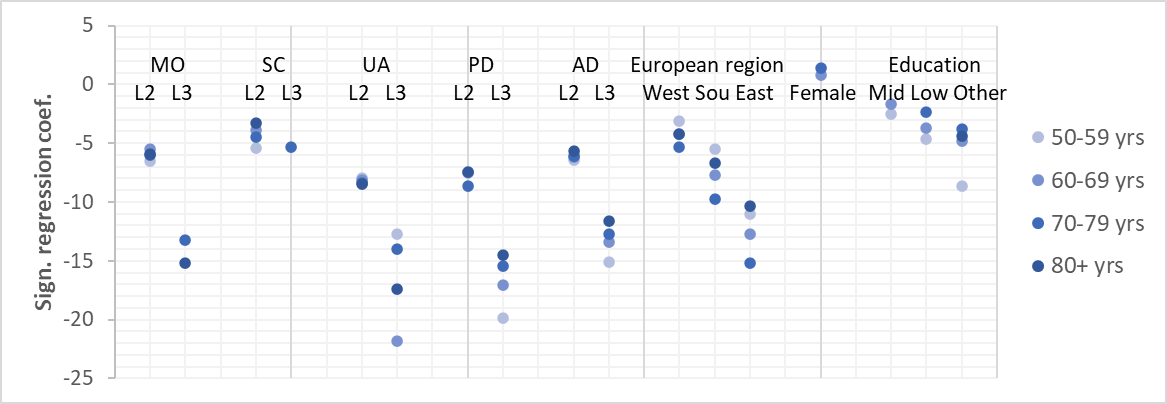 5
MO SC UA PD AD European region Education
0
L2 L3 L2 L3 L2 L3 L2 L3 L2 L3 West Sou East Female Mid Low Other
-5
-10
-15
-20
-25
Sign. regression coef.
50-59 yrs
60-69 yrs
70-79 yrs
80+ yrs